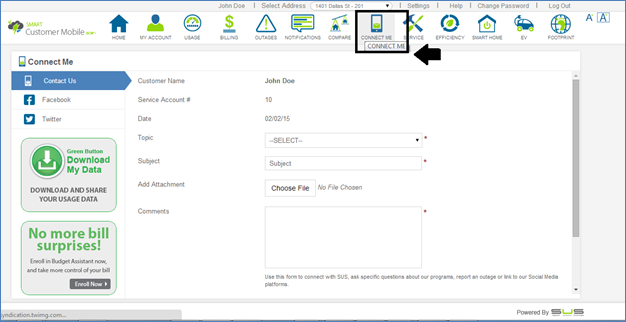 John Doe | Select Address 1401 Dallas St - 201 | Settings | Help | Change Password | Log Out
SMART
Customer Mobile
HOME MY ACCOUNT USAGE BILLING OUTAGES NOTIFICATIONS COMPARE CONNECT ME SERVICE EFFICIENCY SMART HOME EV FOOTPRINT
A A
CONNECT ME
Connect Me
Contact Us
Facebook
Twitter
Green Button
Download
My Data
DOWNLOAD AND SHARE
YOUR USAGE DATA
No more bill
surprises!
Enroll in Budget Assistant now,
and take more control of your bill
Enroll Now
Customer Name John Doe
Service Account # 10
Date 02/02/15
Topic --SELECT-- *
Subject Subject *
Add Attachment Choose File No File Chosen
Comments *
Use this form to connect with SUS, ask specific questions about our programs, report an outage or link to our Social Media
platforms.
syndication.twimg.com...
Powered By SUS